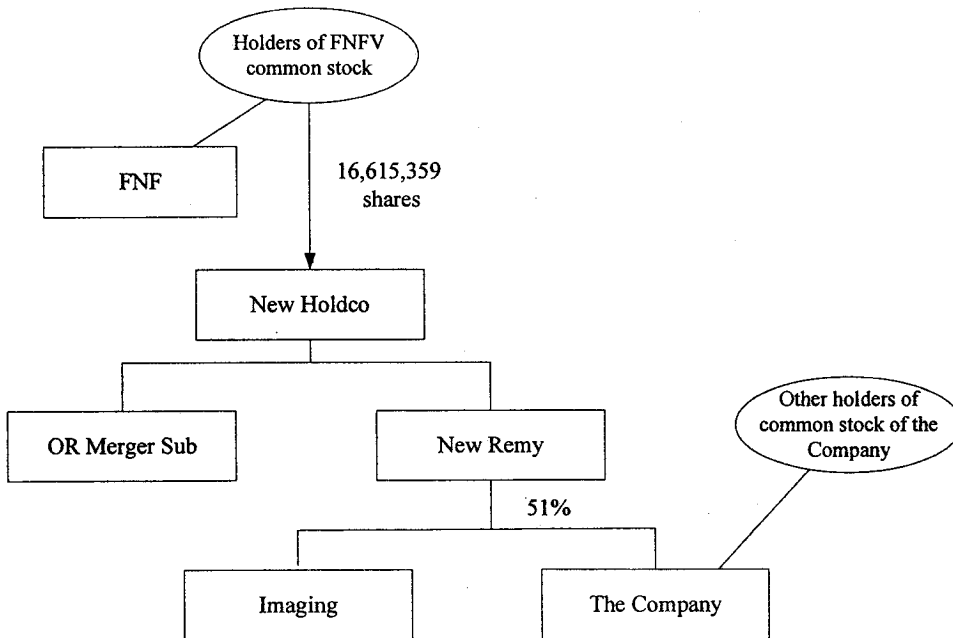 Holders of FNFV
common stock
FNF
16,615,359
shares
New Holdco
OR Merger Sub
New Remy
Other holders of
common stock of the
Company
51%
Imaging
The Company